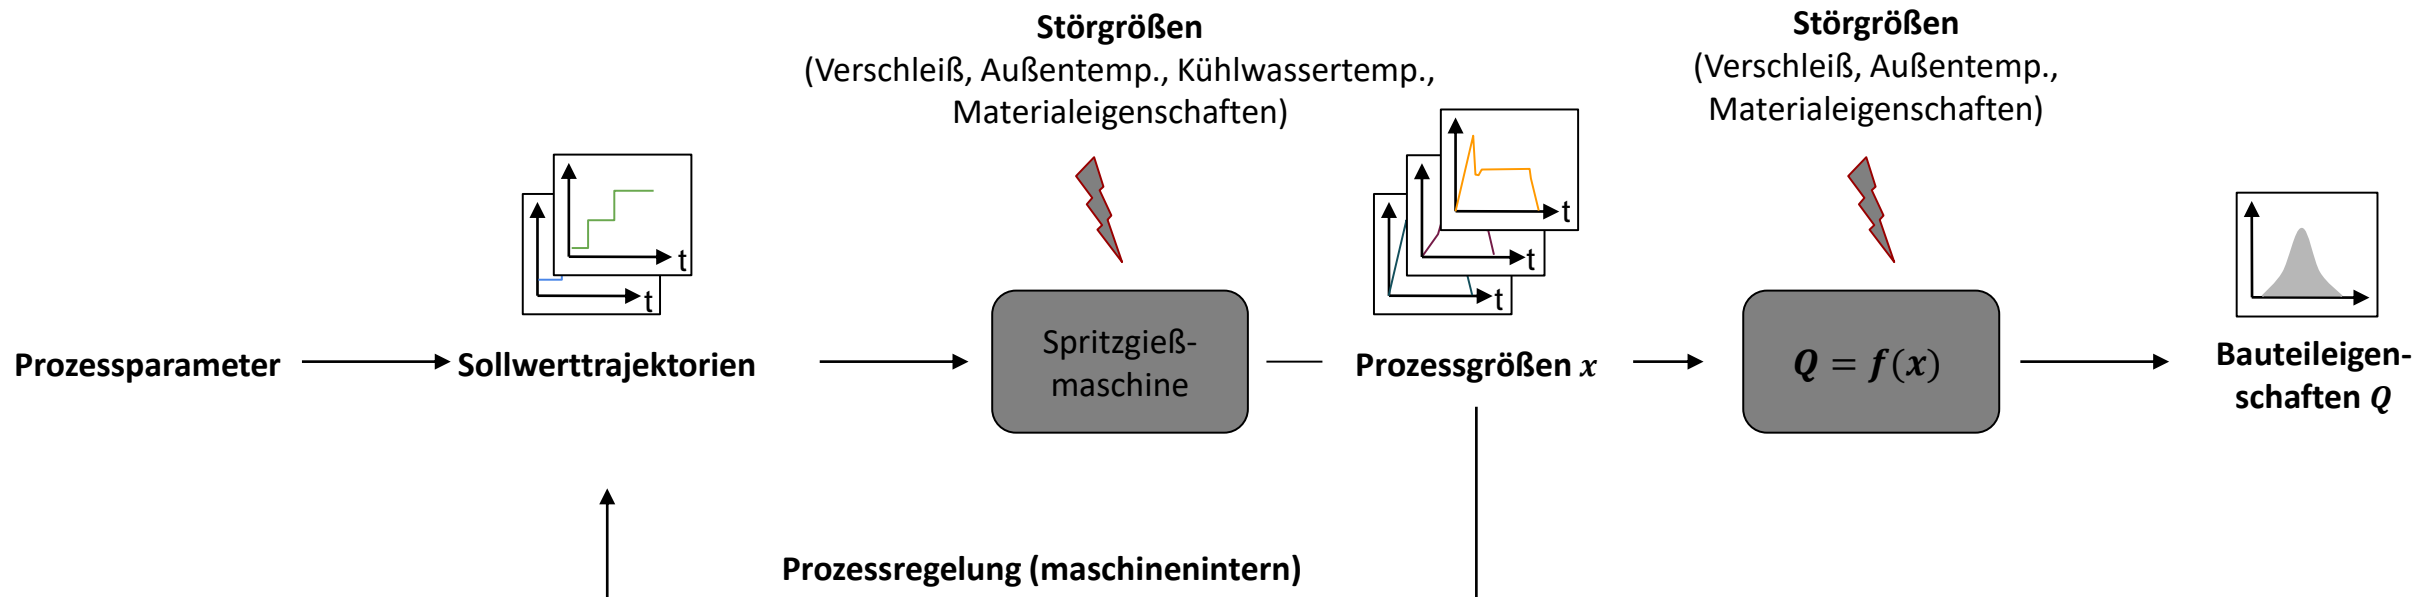 Störgrößen
(Verschleiß, Außentemp., Kühlwassertemp.,
Materialeigenschaften)
Störgrößen
(Verschleiß, Außentemp.,
Materialeigenschaften)
t
t
t
t
t
Prozessparameter
Sollwerttrajektorien
Spritzgieß-
maschine
Prozessgrößen x
Q = f(x)
Bauteileigen-
schaften Q
Prozessregelung (maschinenintern)